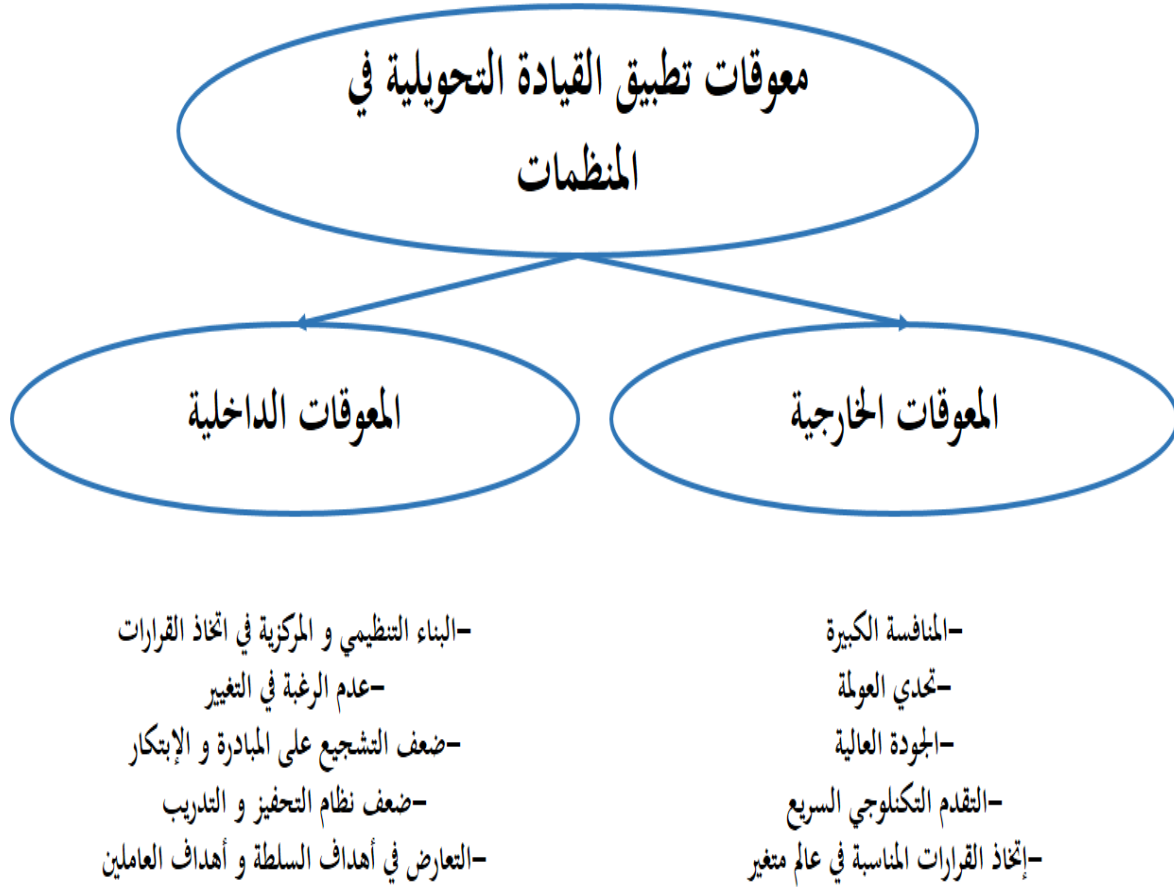 معوقات تطبيق القيادة التحويلية في
المنظمات
المعوقات الخارجية
المعوقات الداخلية
-المنافسة الكبيرة
-تحدي العولمة
-الجودة العالية
-التقدم التكنلوجي السريع
-إتخاذ القرارات المناسبة في عالم متغير
-البناء التنظيمي و المركزية في اتخاذ القرارات
-عدم الرغبة في التغيير
-ضعف التشجيع على المبادرة و الإبتكار
-ضعف نظام التحفيز و التدريب
-التعارض في أهداف السلطة و أهداف العاملين